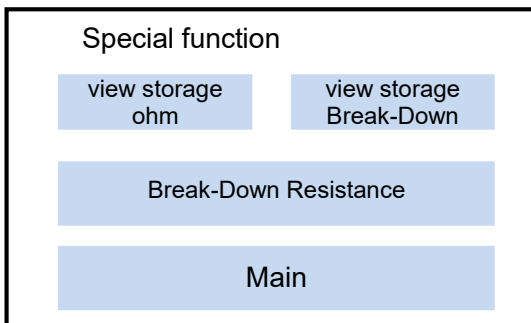 Special function
view storage
ohm
view storage
Break-Down
Break-Down Resistance
Main